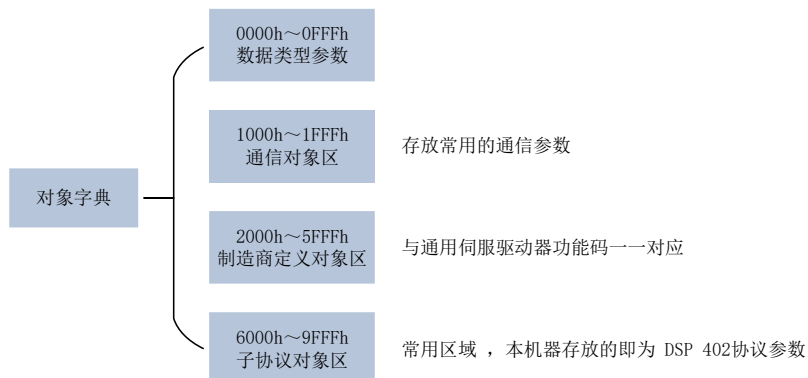 0000h～0FFFh
数据类型参数
1000h～1FFFh
通信对象区
存放常用的通信参数
对象字典
2000h～5FFFh
制造商定义对象区
与通用伺服驱动器功能码一一对应
6000h～9FFFh
子协议对象区
常用区域 ，本机器存放的即为 DSP 402协议参数